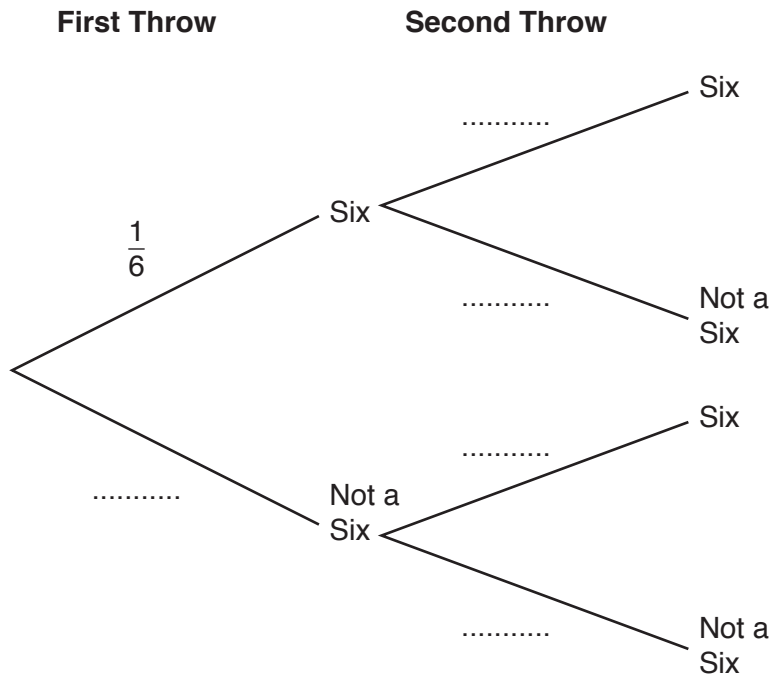 First Throw
Second Throw
Six
...........
Six
1/6
...........
Not a
Six
Six
...........
...........
Not a
Six
...........
Not a
Six